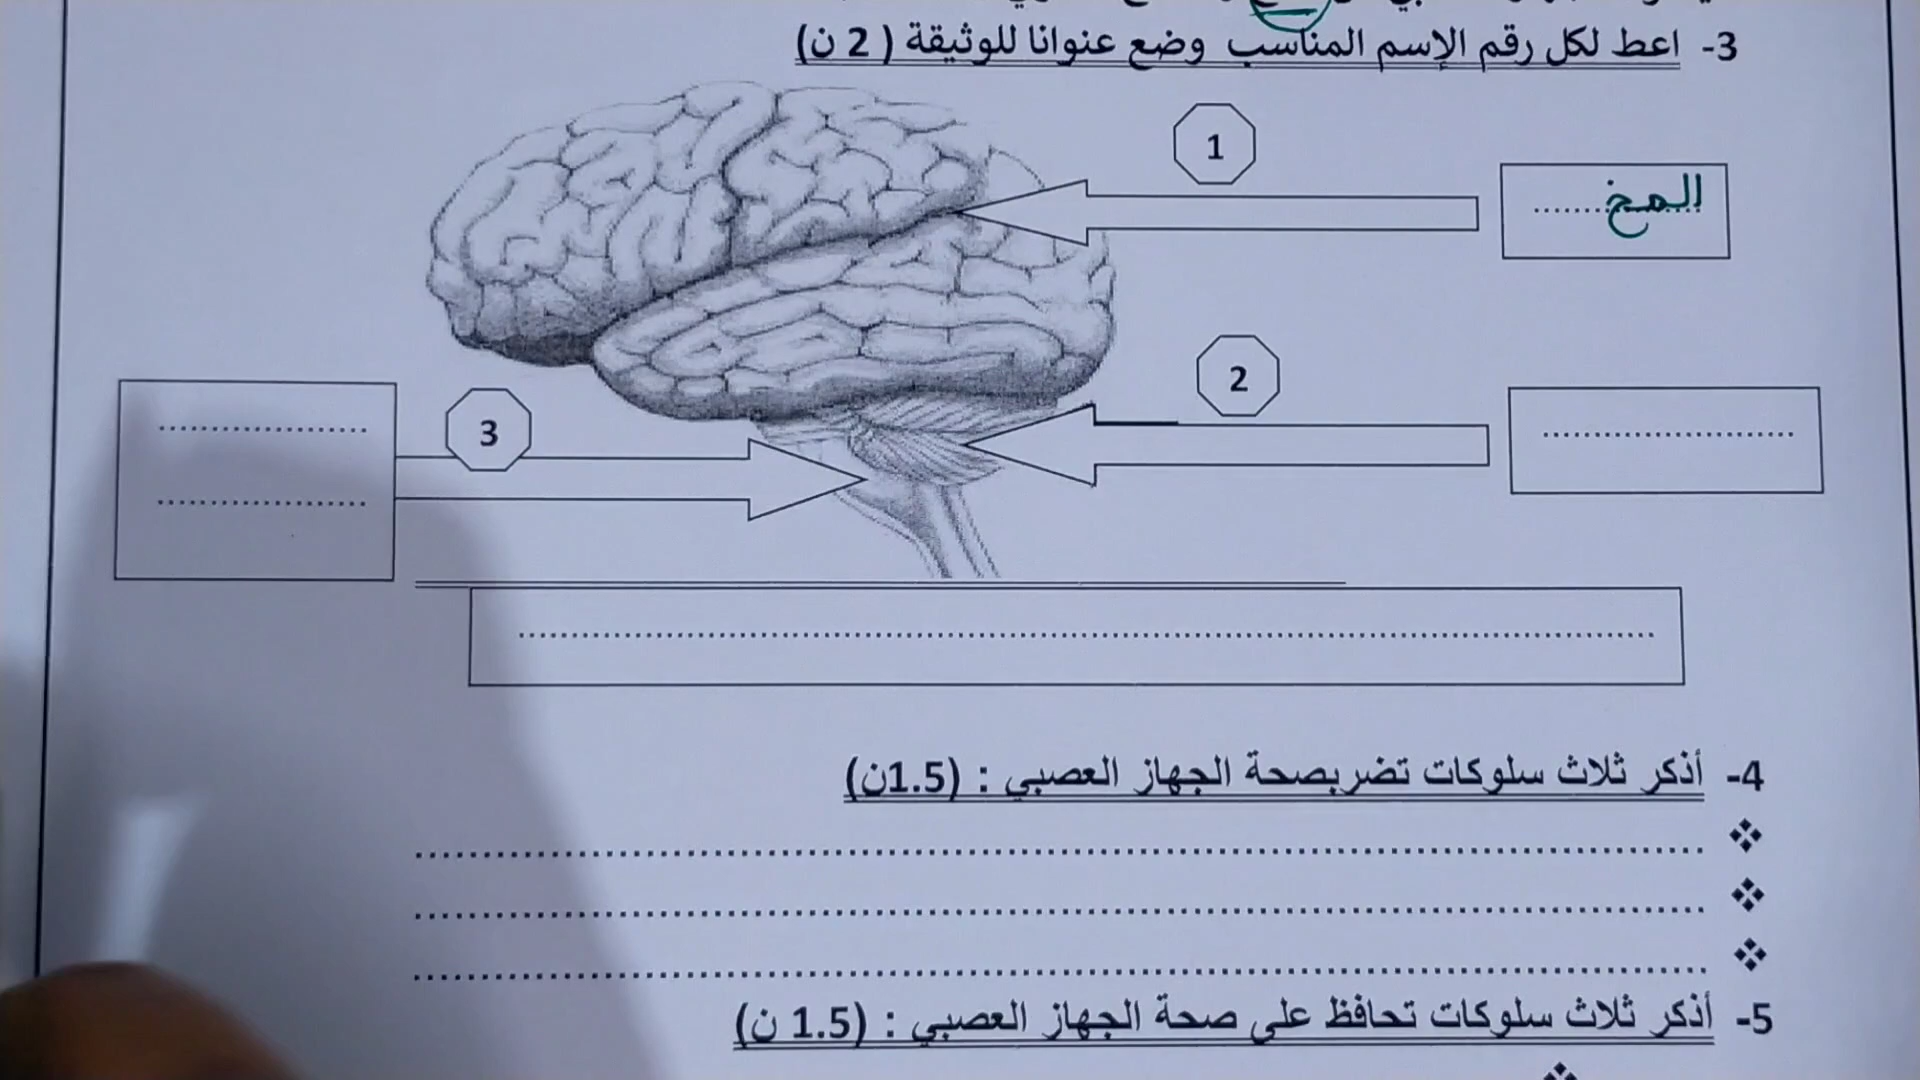 3- اعط لكل رقم الإسم المناسب وضع عنوانا للوثيقة ( 2 ن)
1
المخ
2
3
4- أذكر ثلاث سلوكات تضربصحة الجهاز العصبي : (1.5ن)
5- أذكر ثلاث سلوكات تحافظ على صحة الجهاز العصبي : (1.5 ن)